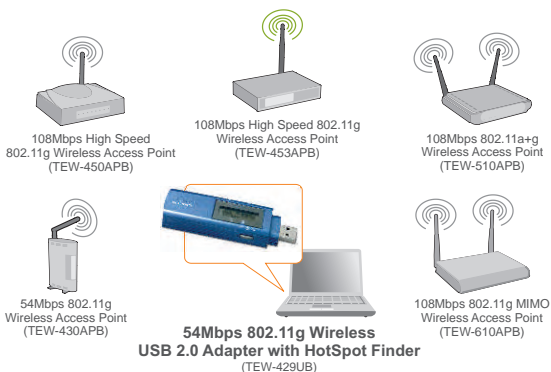 108Mbps High Speed
802.11g Wireless Access Point
(TEW-450APB)
108Mbps High Speed 802.11g
Wireless Access Point
(TEW-453APB)
108Mbps 802.11a+g
Wireless Access Point
(TEW-510APB)
54Mbps 802.11g
Wireless Access Point
(TEW-430APB)
54Mbps 802.11g Wireless
USB 2.0 Adapter with HotSpot Finder
(TEW-429UB)
108Mbps 802.11g MIMO
Wireless Access Point
(TEW-610APB)